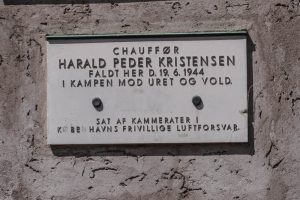 CHAUFFØR
HARALD PEDER KRISTENSEN
FALDT HER D. 19. 6. 1944
I KAMPEN MOD URET OG VOLD.
SAT AF KAMMERATER I
KØBENHAVNS FRIVILLIGE LUFTFORSVAR.